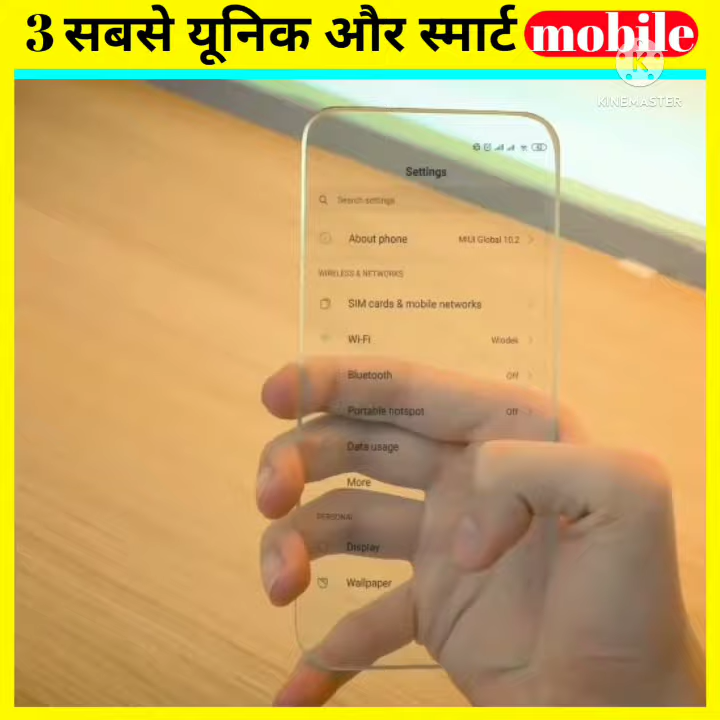 3 सबसे यूनिक और स्मार्ट mobile
K
KINEMASTER
Settings
Search settings
About phone MIUI Global 10.2
WIRELESS & NETWORKS
SIM cards & mobile networks
Wi-Fi
Bluetooth Off
Portable hotspot Off
Data usage
More
PERSONAL
Display
Wallpaper